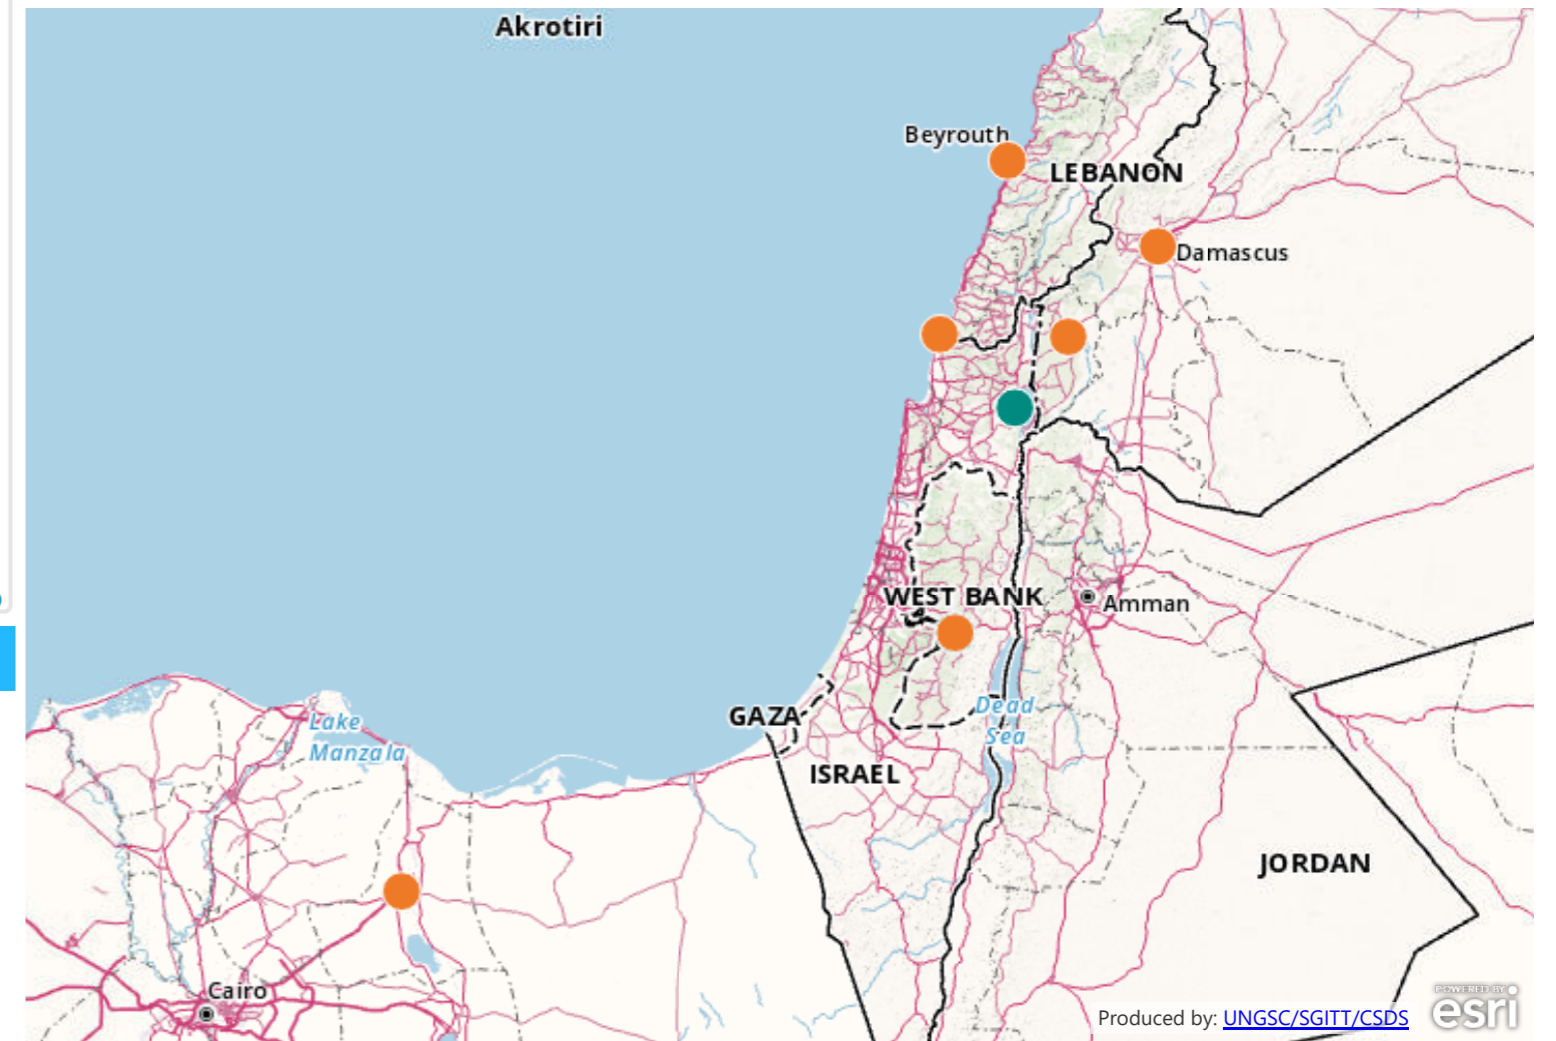 Akrotiri
Beyrouth
LEBANON
Damascus
WEST BANK
Amman
Dead
Sea
GAZA
Lake
Manzala
ISRAEL
JORDAN
Cairo
POWERED BY
esri
Produced by: UNGSC/SGITT/CSDS